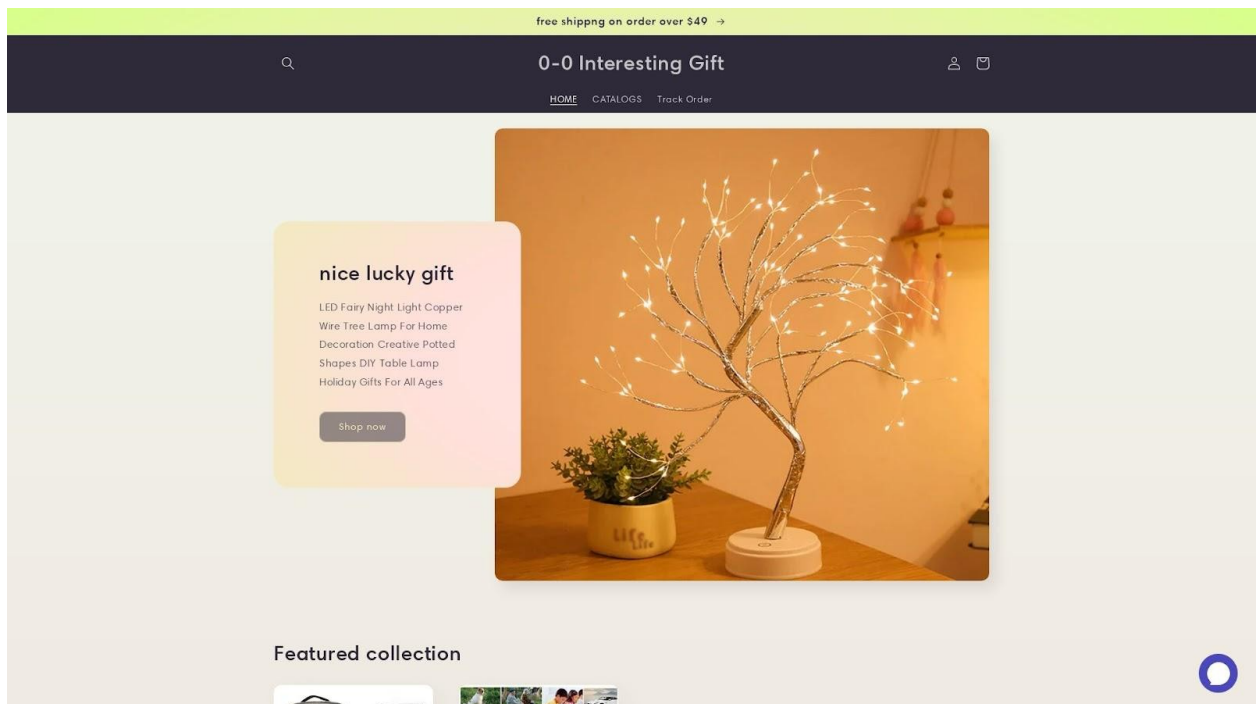 free shippng on order over $49 →
0-0 Interesting Gift
HOME CATALOGS Track Order
nice lucky gift
LED Fairy Night Light Copper
Wire Tree Lamp For Home
Decoration Creative Potted
Shapes DIY Table Lamp
Holiday Gifts For All Ages
Shop now
Life
Life
Featured collection